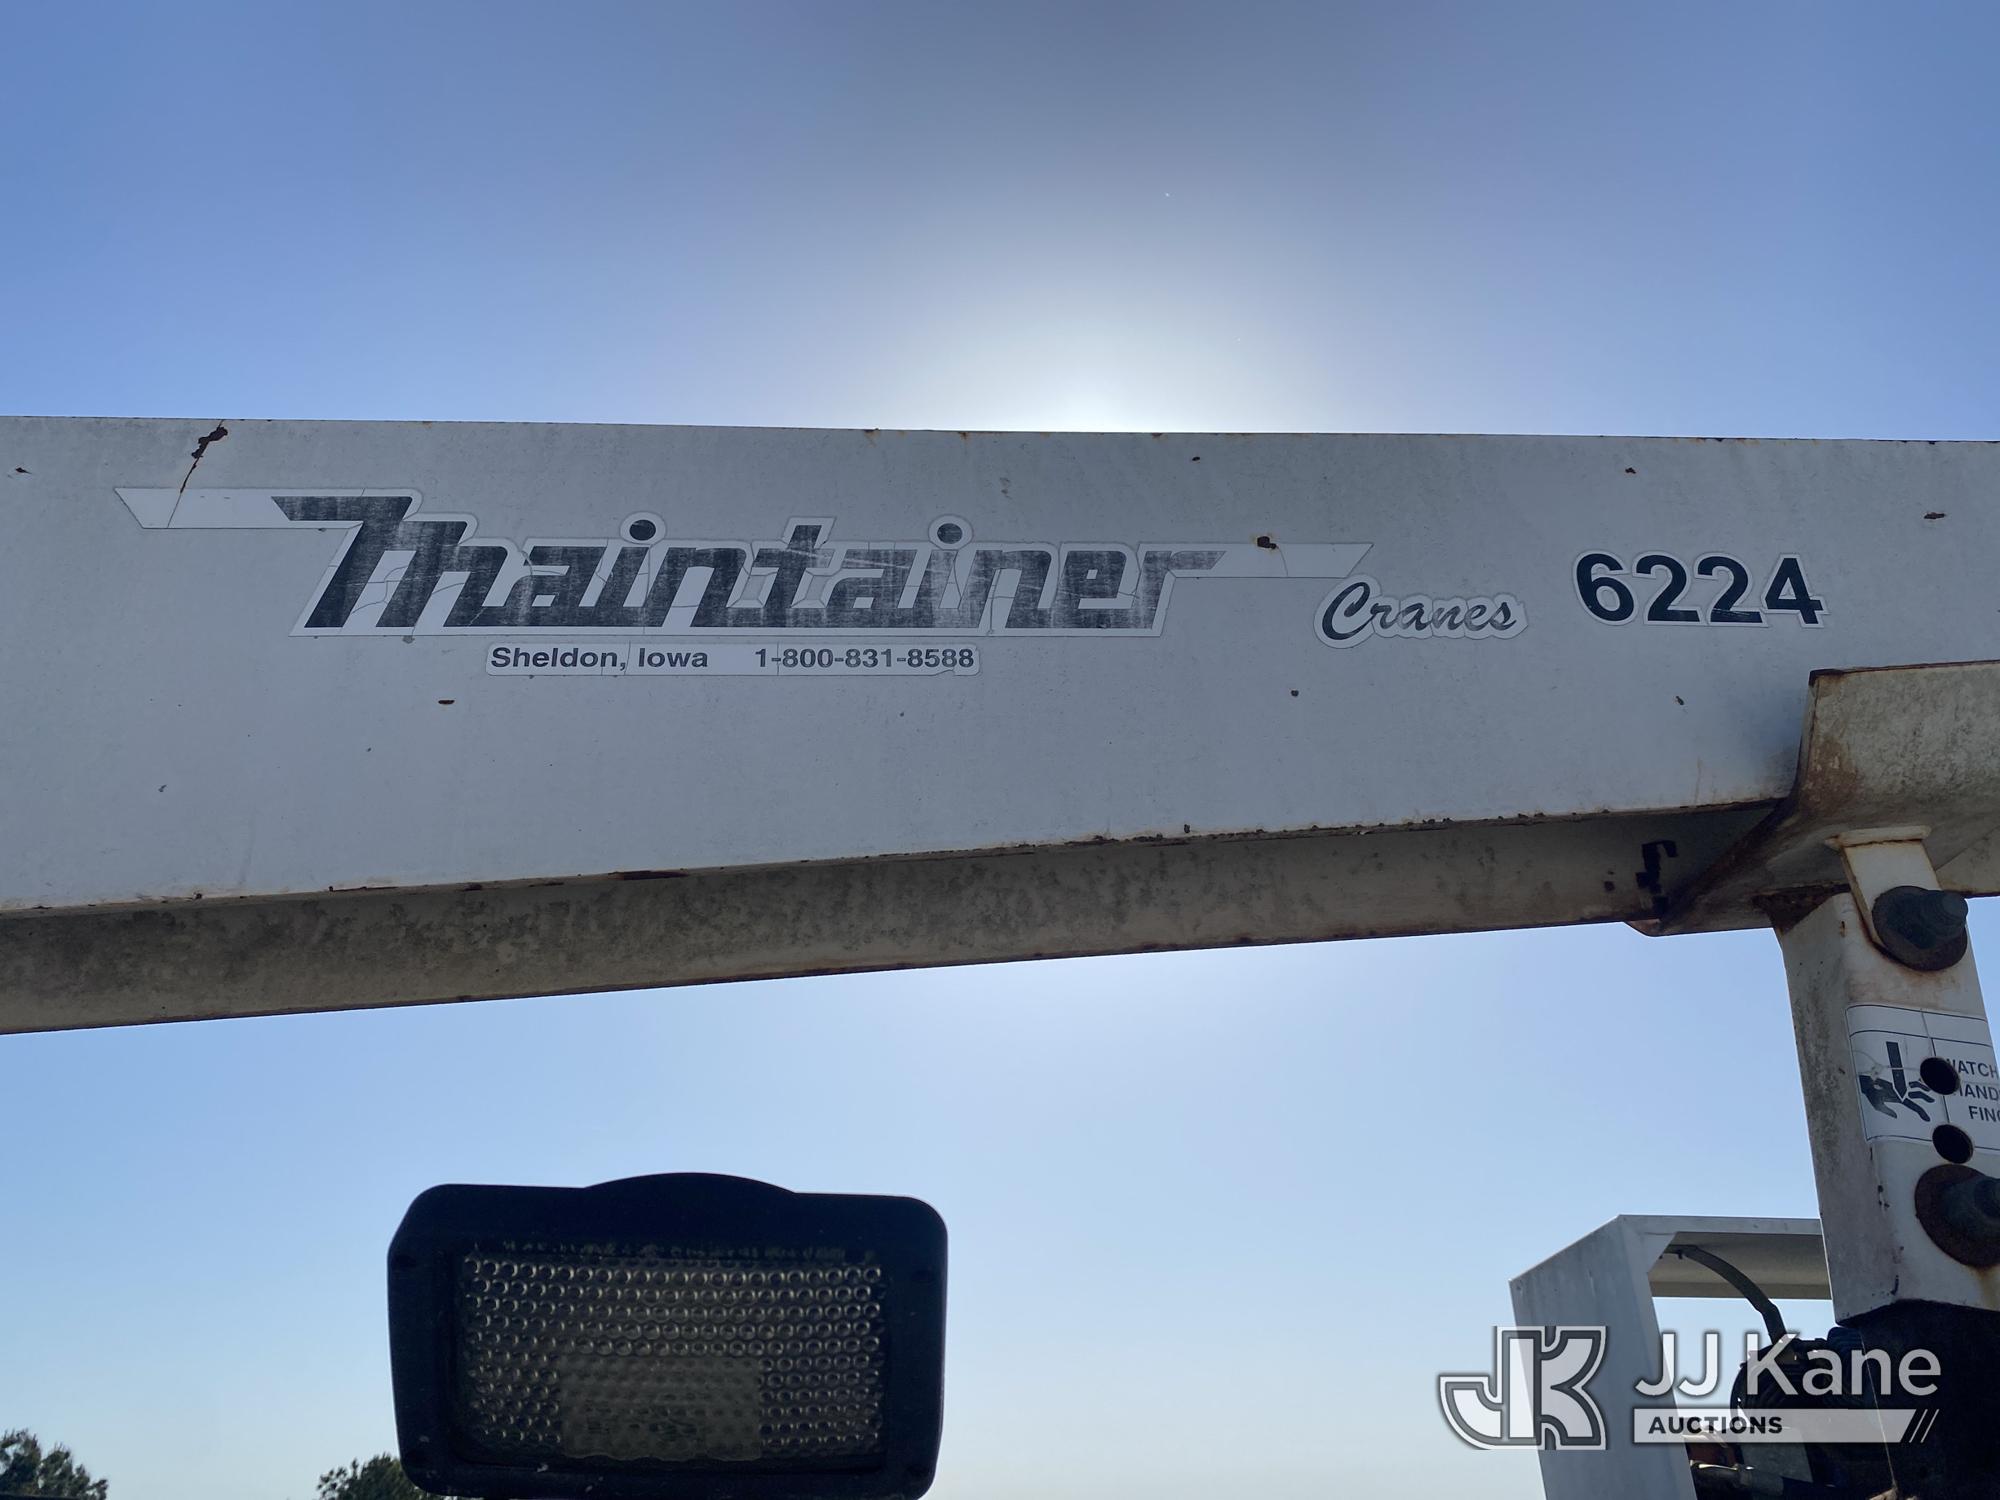 Maintainer Cranes 6224
Sheldon, Iowa 1-800-831-8588
JJ Kane
AUCTIONS